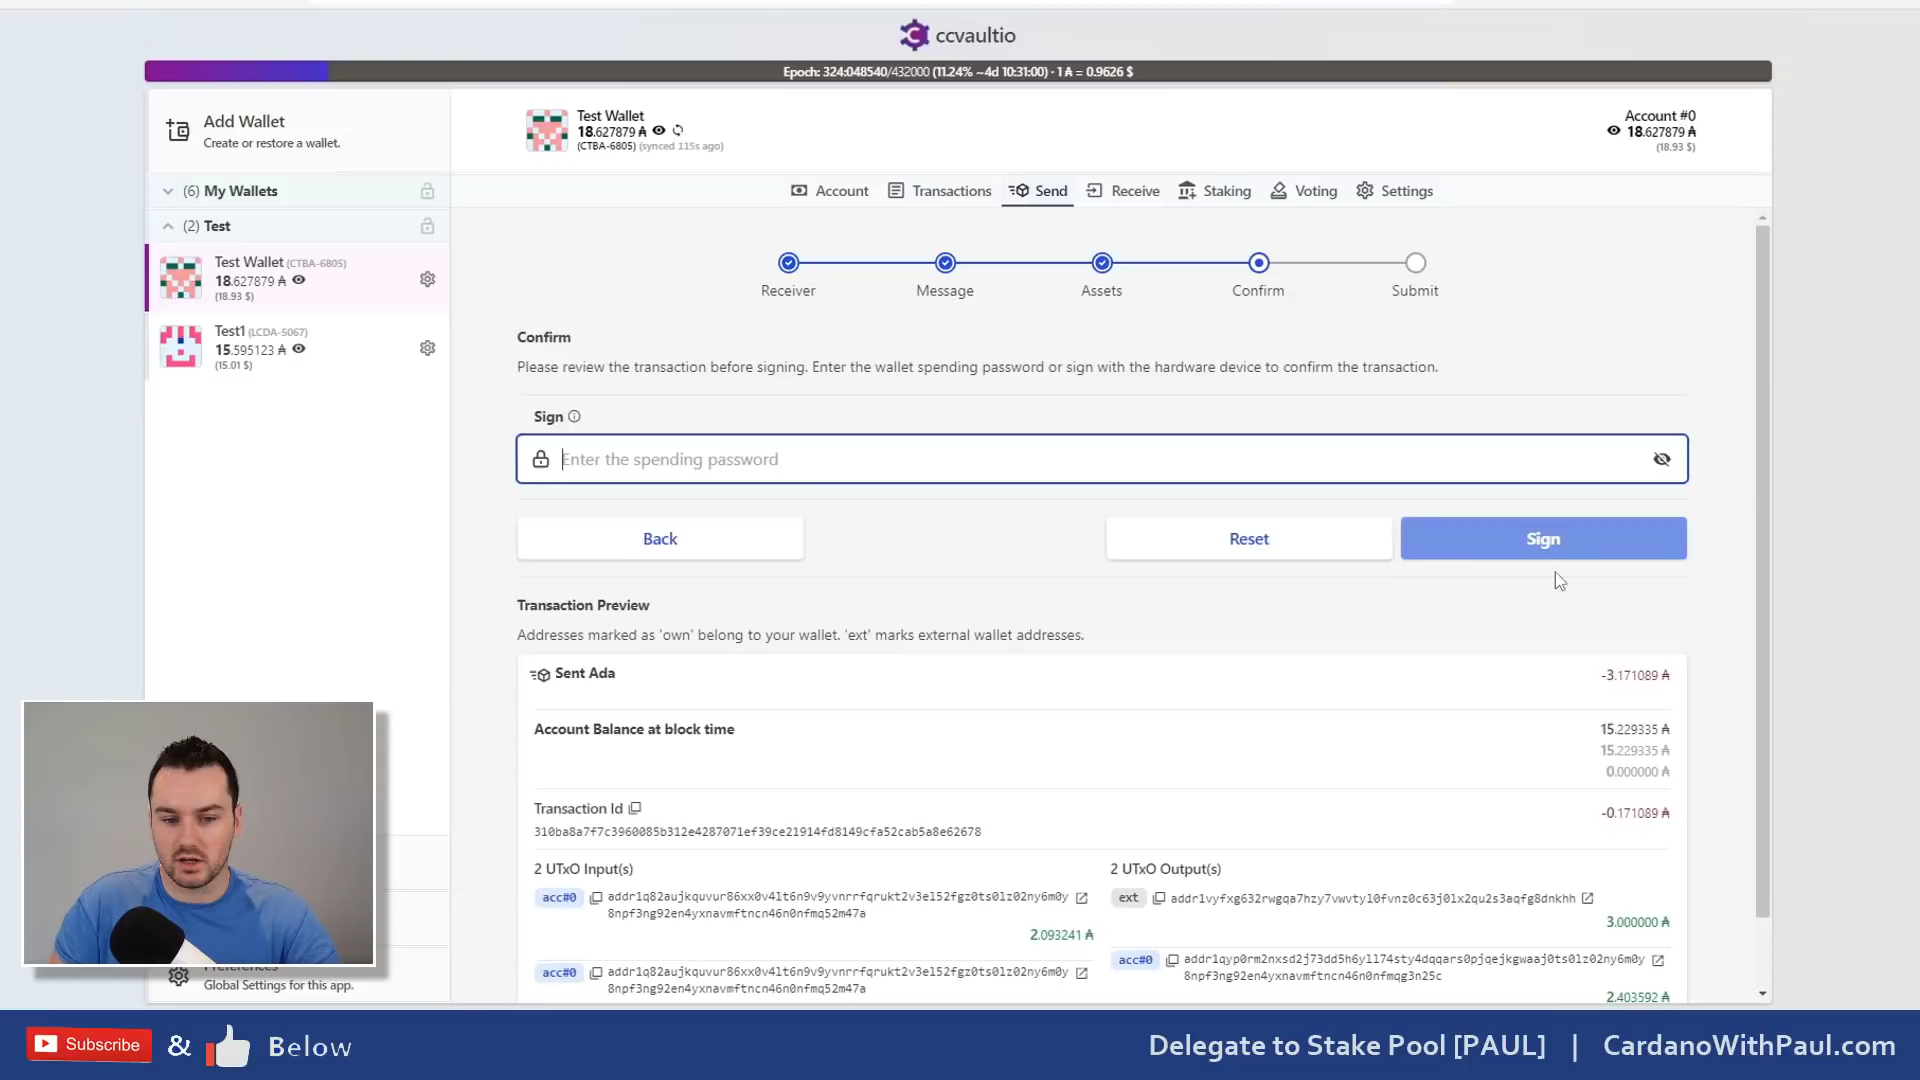 ccvaultio
Epoch: 324:048540/432000 (11.24% ~4d 10:31:00) · 1 ₳ = 0.9626 $
Add Wallet
Create or restore a wallet.
(6) My Wallets
(2) Test
Test Wallet (CTBA-6805)
18.627879 ₳
(18.93 $)
Test1 (LCDA-5067)
15.595123 ₳
(15.01 $)
Preferences
Global Settings for this app.
Test Wallet
18.627879 ₳
(CTBA-6805) (synced 115s ago)
Account #0
18.627879 ₳
(18.93 $)
Account Transactions Send Receive Staking Voting Settings
Receiver Message Assets Confirm Submit
Confirm
Please review the transaction before signing. Enter the wallet spending password or sign with the hardware device to confirm the transaction.
Sign
Enter the spending password
Back Reset Sign
Transaction Preview
Addresses marked as 'own' belong to your wallet. 'ext' marks external wallet addresses.
Sent Ada -3.171089 ₳
Account Balance at block time 15.229335 ₳
15.229335 ₳
0.000000 ₳
Transaction Id -0.171089 ₳
310ba8a7f7c3960085b312e4287071ef39ce21914fd8149cfa52cab5a8e62678
2 UTxO Input(s)
acc#0 addr1q82aujkquvur86xx0v4lt6n9v9yvnrrfqrukt2v3el52fgz0ts0lz02ny6m0y
8npf3ng92en4yxnavmftncn46n0nfmq52m47a
2.093241 ₳
acc#0 addr1q82aujkquvur86xx0v4lt6n9v9yvnrrfqrukt2v3el52fgz0ts0lz02ny6m0y
8npf3ng92en4yxnavmftncn46n0nfmq52m47a
2 UTxO Output(s)
ext addr1vyfxg632rwgqa7hzy7vwvtyl0fvnz0c63j0lx2qu2s3aqfg8dnkhh
3.000000 ₳
acc#0 addr1qyp0rm2nxsd2j73dd5h6yll74sty4dqqars0pjqejkgwaaj0ts0lz02ny6m0y
8npf3ng92en4yxnavmftncn46n0nfmqg3n25c
2.403592 ₳
Subscribe & Below
Delegate to Stake Pool [PAUL] | CardanoWithPaul.com